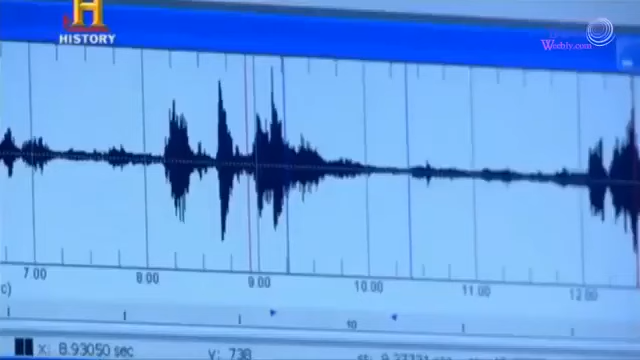 H
HISTORY
Weebly.com
7.00 8.00 9.00 10.00 11.00 12.00
c)
to
x: 8.93050 sec y: 738